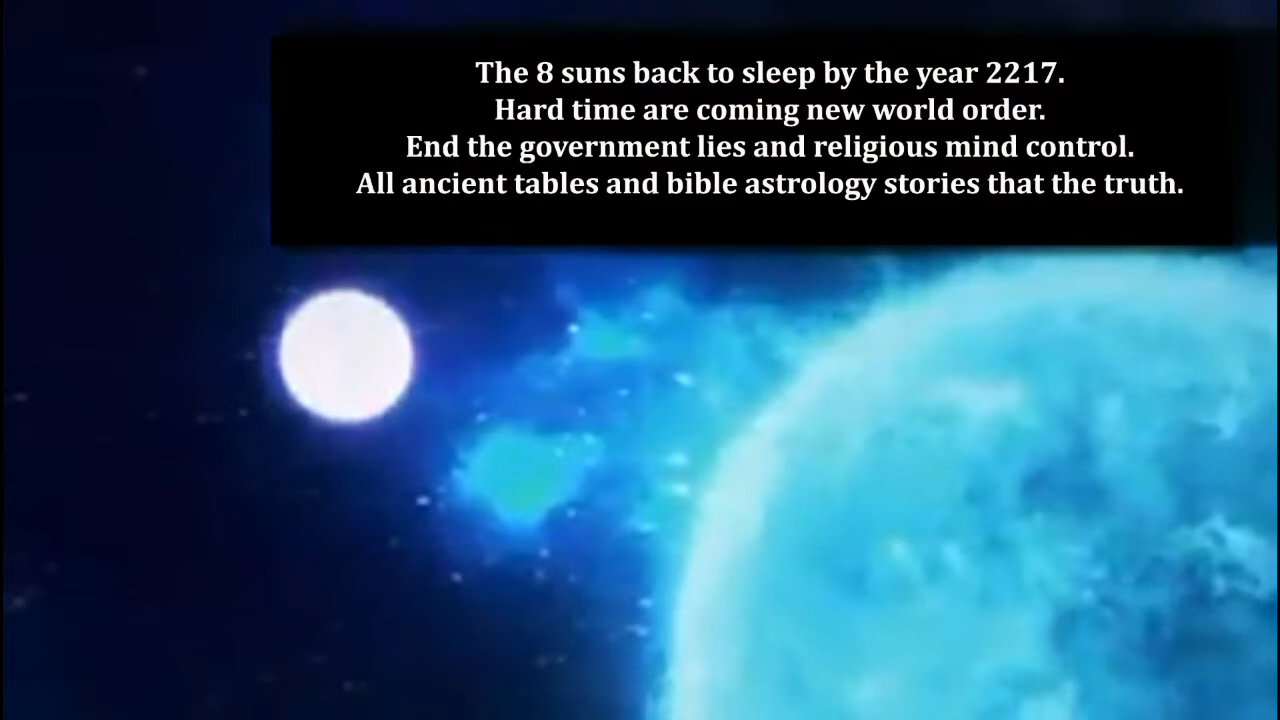 The 8 suns back to sleep by the year 2217.
Hard time are coming new world order.
End the government lies and religious mind control.
All ancient tables and bible astrology stories that the truth.